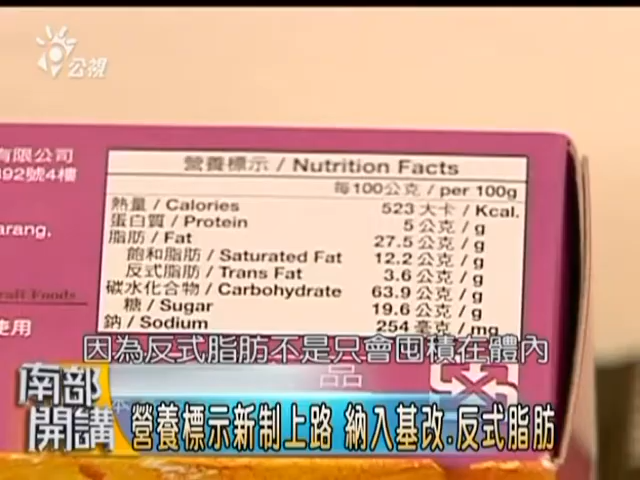 公視
有限公司
營養標示 / Nutrition Facts
92號4樓
每100公克 / per 100g
熱量 / Calories 523 大卡 / Kcal.
蛋白質 / Protein 5 公克 / g
arang,
脂肪 / Fat 27.5 公克 / g
飽和脂肪 / Saturated Fat 12.2 公克 / g
反式脂肪 / Trans Fat 3.6 公克 / g
碳水化合物 / Carbohydrate 63.9 公克 / g
Foods
糖 / Sugar 19.6 公克 / g
使用
鈉 / Sodium 254 毫克 / mg
因為反式脂肪不是只會囤積在體內
品
南部
開講
營養標示新制上路 納入基改.反式脂肪